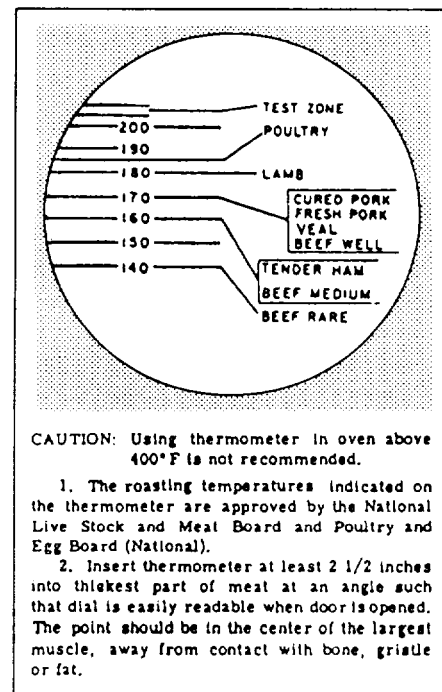 TEST ZONE
200
POULTRY
190
180 LAMB
170
CURED PORK
FRESH PORK
VEAL
BEEF WELL
160
150
TENDER HAM
140
BEEF MEDIUM
BEEF RARE
CAUTION: Using thermometer in oven above
400°F is not recommended.
1. The roasting temperatures indicated on
the thermometer are approved by the National
Live Stock and Meat Board and Poultry and
Egg Board (National).
2. Insert thermometer at least 2 1/2 inches
into thickest part of meat at an angle such
that dial is easily readable when door is opened.
The point should be in the center of the largest
muscle, away from contact with bone, gristle
or fat.